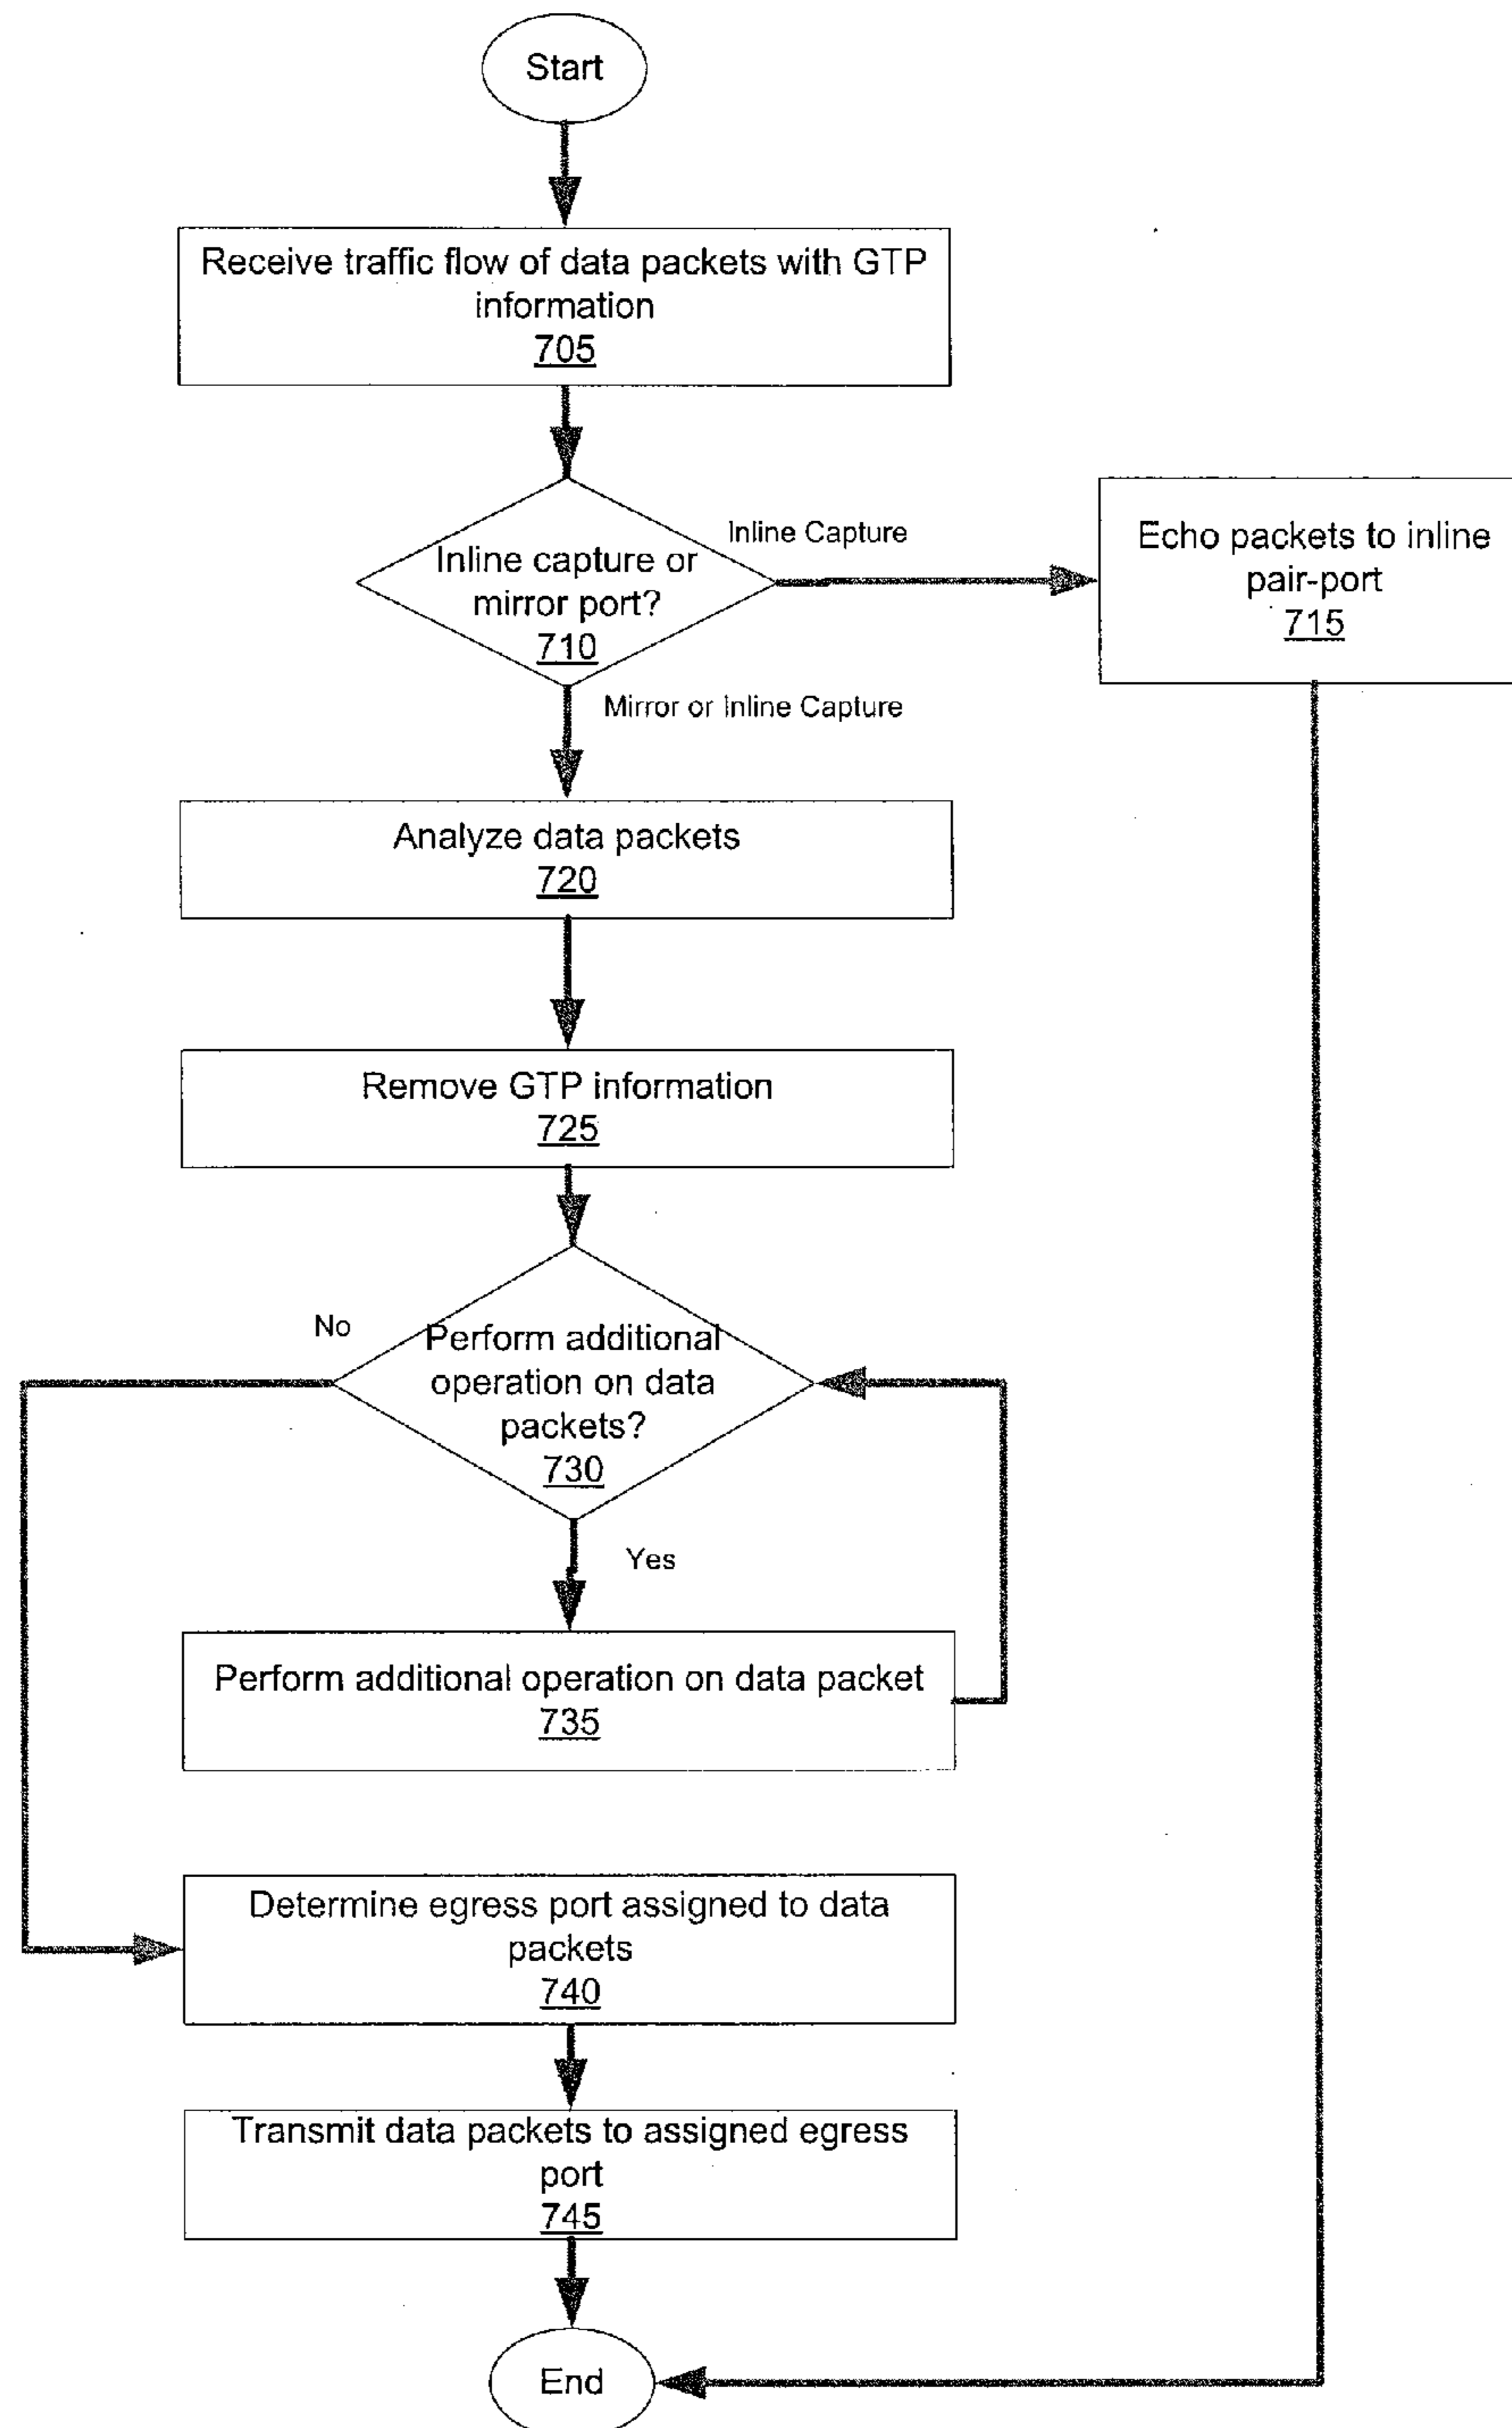 Start
Receive traffic flow of data packets with GTP
information
705
Inline capture or
mirror port?
710
Inline Capture
Echo packets to inline
pair-port
715
Mirror or Inline Capture
Analyze data packets
720
Remove GTP information
725
No
Perform additional
operation on data
packets?
730
Yes
Perform additional operation on data packet
735
Determine egress port assigned to data
packets
740
Transmit data packets to assigned egress
port
745
End